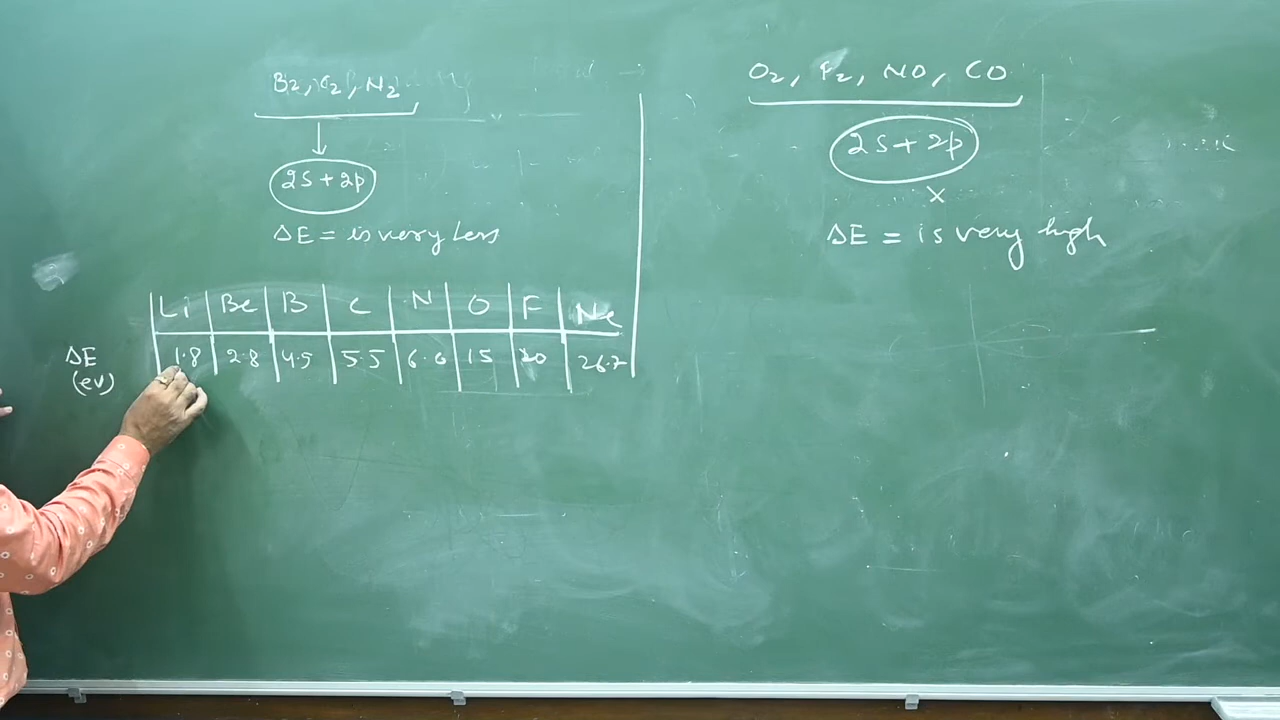 B2, C2, N2
2s + 2p
ΔE = is very less
Li Be B C N O F Ne
ΔE (ev) 1.8 2.8 4.5 5.5 6.0 15 20 26.7
O2, F2, NO, CO
2s + 2p
x
ΔE = is very high